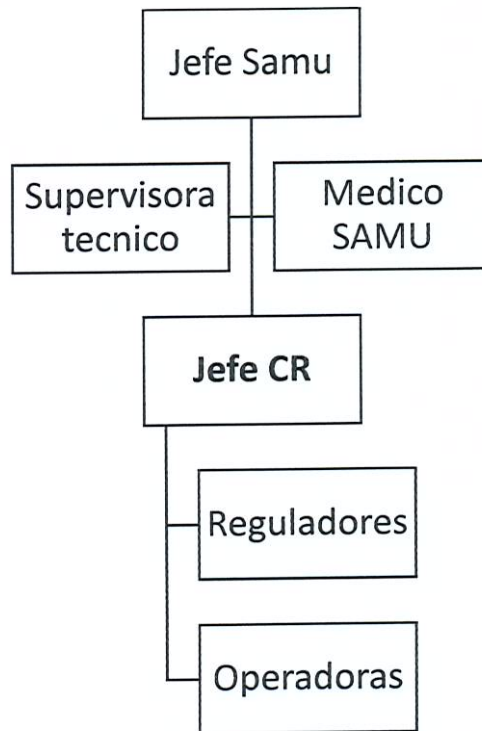 Jefe Samu
Supervisora
tecnico
Medico
SAMU
Jefe CR
Reguladores
Operadoras